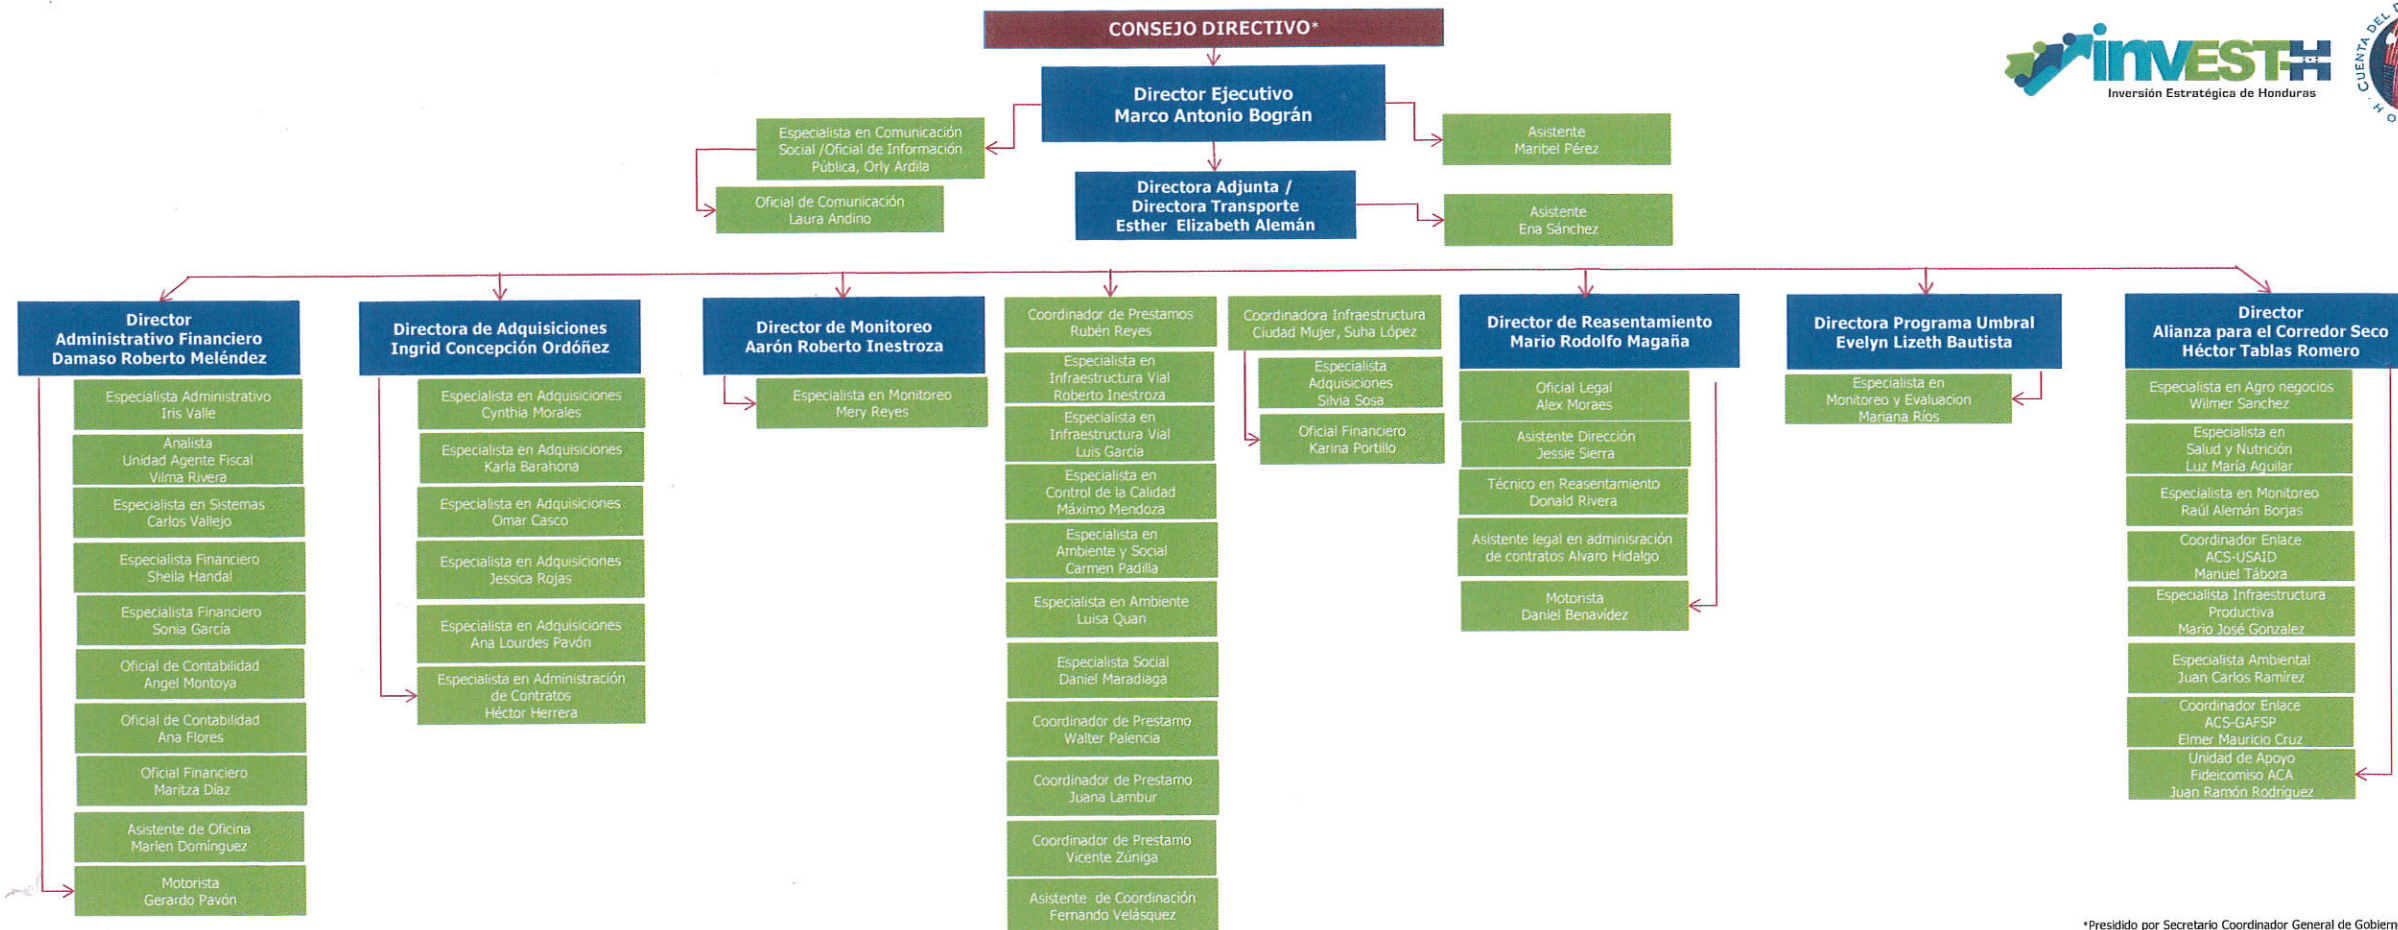 CONSEJO DIRECTIVO*
invEST-H
Inversión Estratégica de Honduras
CUENTA DEL
Director Ejecutivo
Marco Antonio Bográn
Especialista en Comunicación
Social /Oficial de Información
Pública, Orly Ardila
Asistente
Maribel Pérez
Oficial de Comunicación
Laura Andino
Directora Adjunta /
Directora Transporte
Esther Elizabeth Alemán
Asistente
Ena Sánchez
Director
Administrativo Financiero
Damaso Roberto Meléndez
Especialista Administrativo
Iris Valle
Analista
Unidad Agente Fiscal
Vilma Rivera
Especialista en Sistemas
Carlos Vallejo
Especialista Financiero
Sheila Handal
Especialista Financiero
Sonia García
Oficial de Contabilidad
Angel Montoya
Oficial de Contabilidad
Ana Flores
Oficial Financiero
Maritza Díaz
Asistente de Oficina
Marlen Domínguez
Motorista
Gerardo Pavón
Directora de Adquisiciones
Ingrid Concepción Ordóñez
Especialista en Adquisiciones
Cynthia Morales
Especialista en Adquisiciones
Karla Barahona
Especialista en Adquisiciones
Omar Casco
Especialista en Adquisiciones
Jessica Rojas
Especialista en Adquisiciones
Ana Lourdes Pavón
Especialista en Administración
de Contratos
Héctor Herrera
Director de Monitoreo
Aarón Roberto Inestroza
Especialista en Monitoreo
Mery Reyes
Coordinador de Prestamos
Rubén Reyes
Especialista en
Infraestructura Vial
Roberto Inestroza
Especialista en
Infraestructura Vial
Luis García
Especialista en
Control de la Calidad
Máximo Mendoza
Especialista en
Ambiente y Social
Carmen Padilla
Especialista en Ambiente
Luisa Quan
Especialista Social
Daniel Maradiaga
Coordinador de Prestamo
Walter Palencia
Coordinador de Prestamo
Juana Lambur
Coordinador de Prestamo
Vicente Zúniga
Asistente de Coordinación
Fernando Velásquez
Coordinadora Infraestructura
Ciudad Mujer, Suha López
Especialista
Adquisiciones
Silvia Sosa
Oficial Financiero
Karina Portillo
Director de Reasentamiento
Mario Rodolfo Magaña
Oficial Legal
Alex Moraes
Asistente Dirección
Jessie Sierra
Técnico en Reasentamiento
Donald Rivera
Asistente legal en adminisración
de contratos Alvaro Hidalgo
Motorista
Daniel Benavídez
Directora Programa Umbral
Evelyn Lizeth Bautista
Especialista en
Monitoreo y Evaluacion
Mariana Ríos
Director
Alianza para el Corredor Seco
Héctor Tablas Romero
Especialista en Agro negocios
Wilmer Sanchez
Especialista en
Salud y Nutrición
Luz María Aguilar
Especialista en Monitoreo
Raúl Alemán Borjas
Coordinador Enlace
ACS-USAID
Manuel Tábora
Especialista Infraestructura
Productiva
Mario José Gonzalez
Especialista Ambiental
Juan Carlos Ramírez
Coordinador Enlace
ACS-GAFSP
Elmer Mauricio Cruz
Unidad de Apoyo
Fideicomiso ACA
Juan Ramón Rodríguez
*Presidido por Secretario Coordinador General de Gobierno